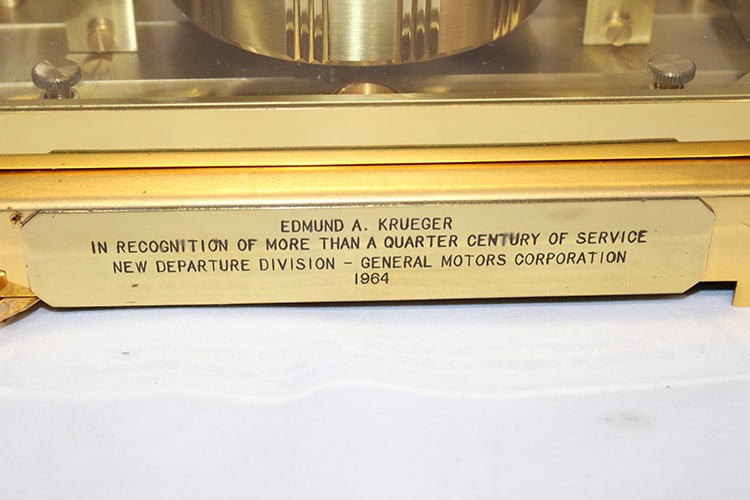 EDMUND A. KRUEGER
IN RECOGNITION OF MORE THAN A QUARTER CENTURY OF SERVICE
NEW DEPARTURE DIVISION - GENERAL MOTORS CORPORATION
1964